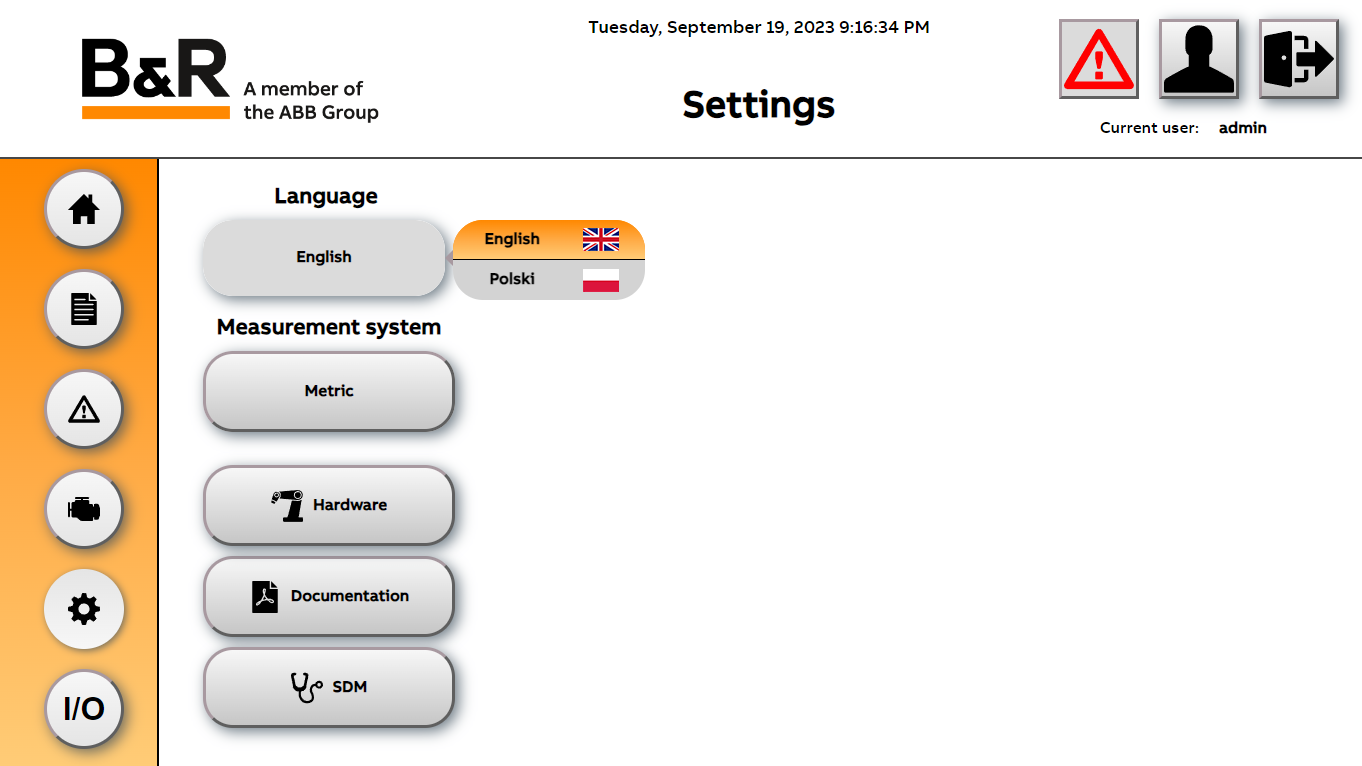 Tuesday, September 19, 2023 9:16:34 PM
B&R
A member of
the ABB Group
Settings
Current user: admin
Language
English
English
Polski
Measurement system
Metric
Hardware
Documentation
SDM
I/O